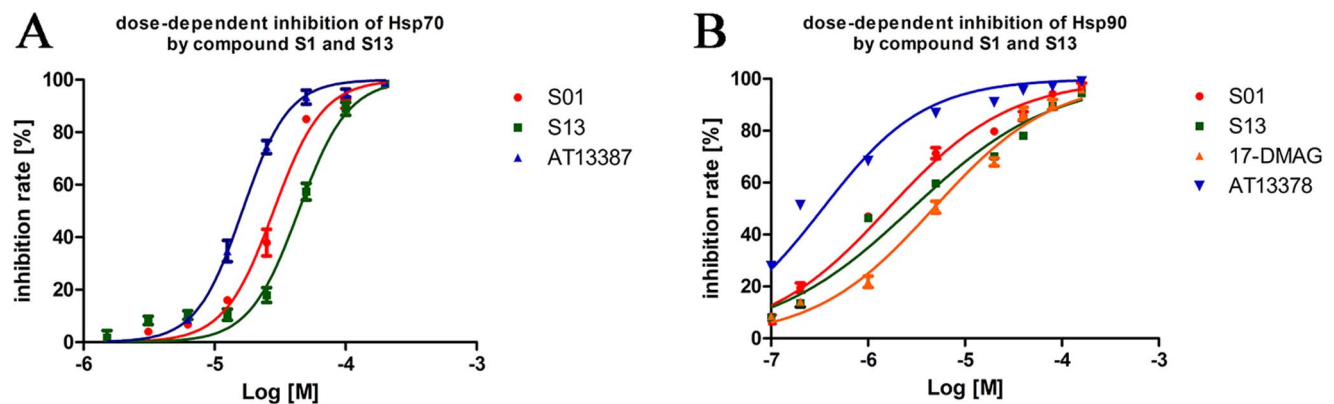 A
dose-dependent inhibition of Hsp70
by compound S1 and S13
inhibition rate [%]
100
80
60
40
20
0
-6
-5
-4
-3
Log [M]
S01
S13
AT13387
B
dose-dependent inhibition of Hsp90
by compound S1 and S13
inhibition rate [%]
100
80
60
40
20
0
-7
-6
-5
-4
-3
Log [M]
S01
S13
17-DMAG
AT13378